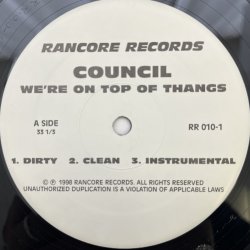 RANCORE RECORDS
COUNCIL
WE'RE ON TOP OF THANGS
A SIDE
33 1/3
RR 010-1
1. DIRTY 2. CLEAN 3. INSTRUMENTAL
℗ © 1998 RANCORE RECORDS. ALL RIGHTS RESERVED
UNAUTHORIZED DUPLICATION IS A VIOLATION OF APPLICABLE LAWS